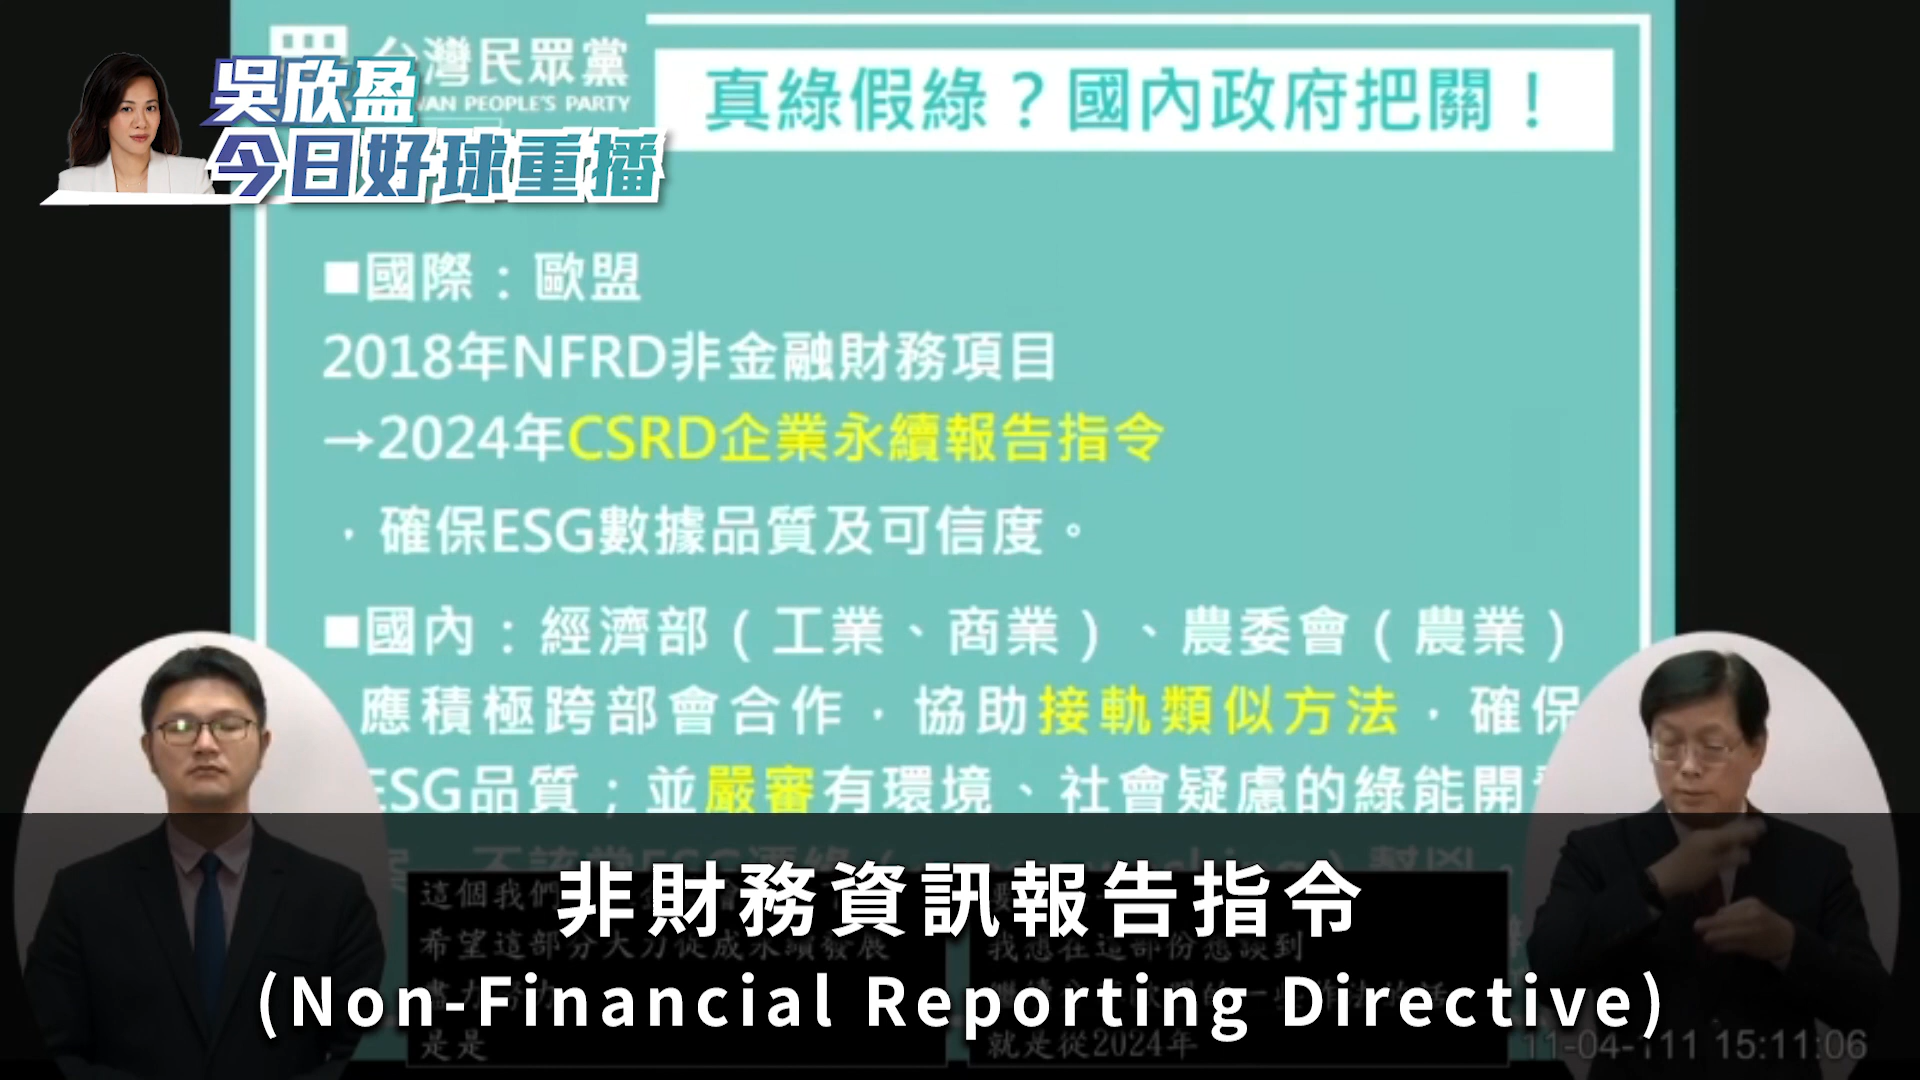 台灣民眾黨
WAN PEOPLE'S PARTY
吳欣盈
今日好球重播
真綠假綠？國內政府把關！
■國際：歐盟
2018年NFRD非金融財務項目
→2024年CSRD企業永續報告指令
，確保ESG數據品質及可信度。
■國內：經濟部（工業、商業）、農委會（農業）
應積極跨部會合作，協助接軌類似方法，確保
ESG品質；並嚴審有環境、社會疑慮的綠能開發
非財務資訊報告指令
(Non-Financial Reporting Directive)
這個我們
希望這部分大力促成永續發展
是是
我想在這部份想談到
就是從2024年
11-04-111 15:11:06